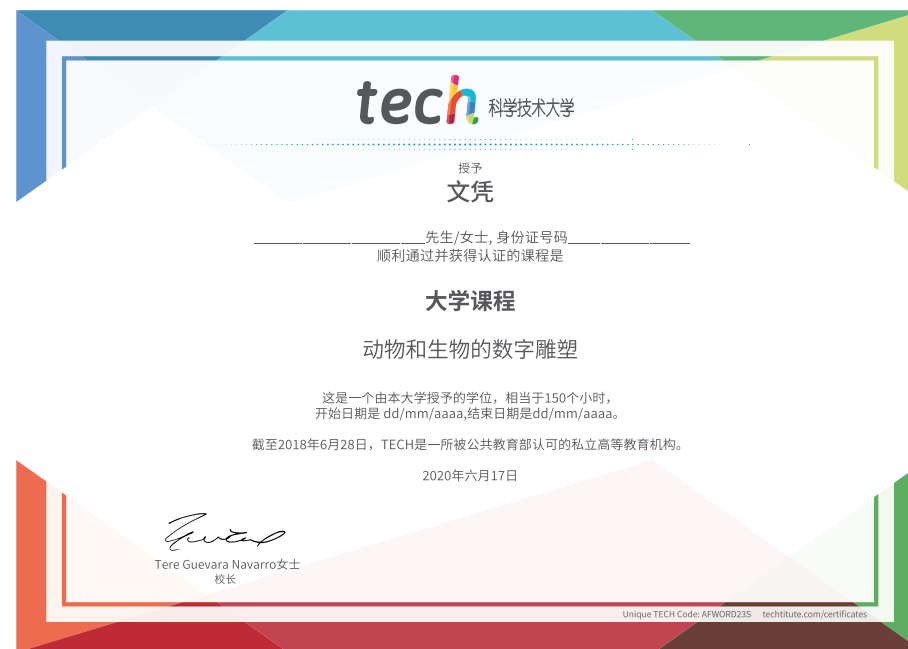 tech 科学技术大学
授予
文凭
先生/女士, 身份证号码
顺利通过并获得认证的课程是
大学课程
动物和生物的数字雕塑
这是一个由本大学授予的学位，相当于150个小时，
开始日期是 dd/mm/aaaa,结束日期是dd/mm/aaaa。
截至2018年6月28日，TECH是一所被公共教育部认可的私立高等教育机构。
2020年六月17日
Tere Guevara Navarro女士
校长
Unique TECH Code: AFWORD23S techtitute.com/certificates